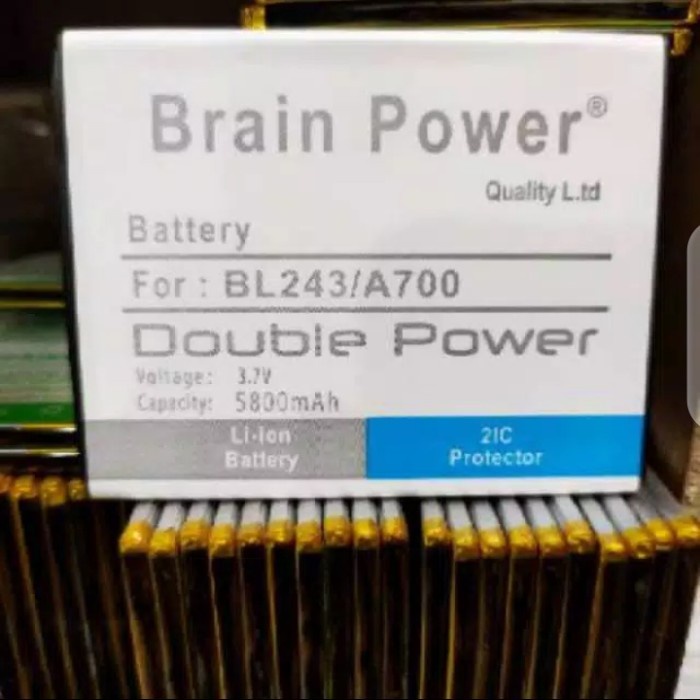 Brain Power®
Quality L.td
Battery
For : BL243/A700
Double Power
Voltage: 3.7V
Capacity: 5800mAh
Li-Ion
Battery
2IC
Protector